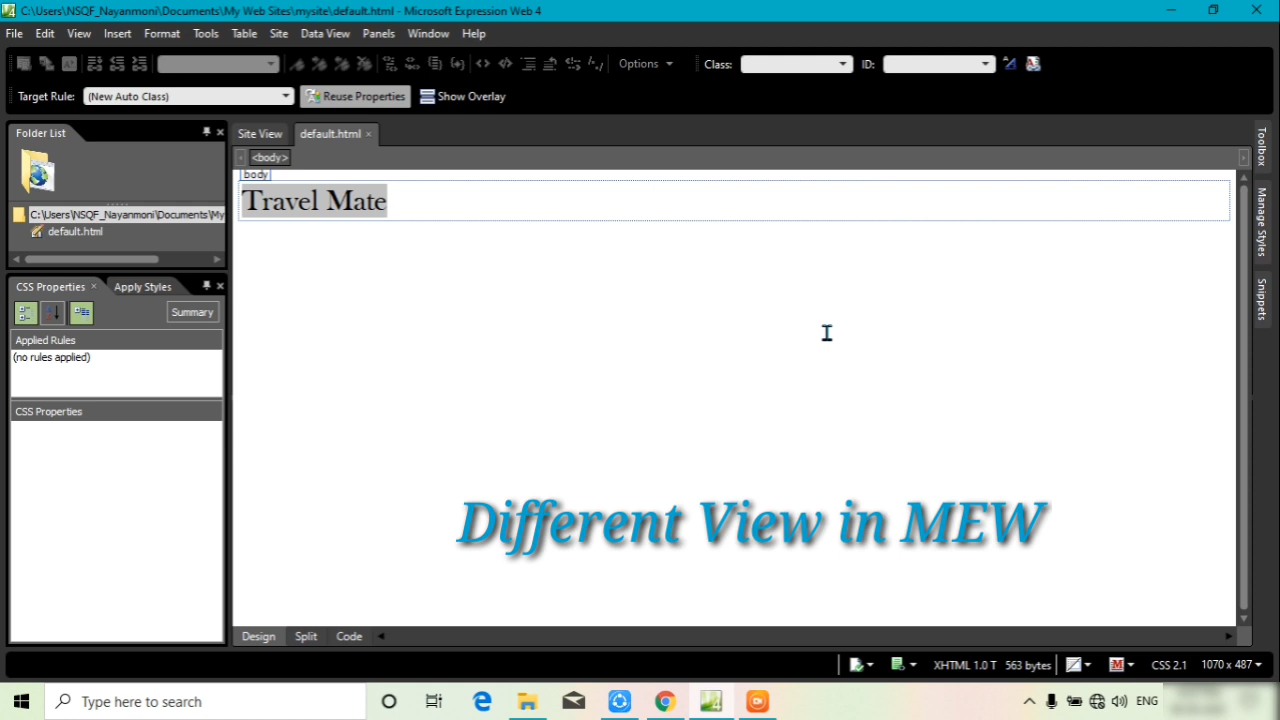 C:\Users\NSQF_Nayanmoni\Documents\My Web Sites\mysite\default.html - Microsoft Expression Web 4
File Edit View Insert Format Tools Table Site Data View Panels Window Help
Options Class: ID:
Target Rule: (New Auto Class) Reuse Properties Show Overlay
Folder List
Site View default.html
Toolbox
<body>
body
Travel Mate
C:\Users\NSQF_Nayanmoni\Documents\My
default.html
Manage Styles
CSS Properties Apply Styles
Snippets
Summary
Applied Rules
(no rules applied)
CSS Properties
Different View in MEW
Design Split Code
XHTML 1.0 T 563 bytes CSS 2.1 1070 x 487
Type here to search
ENG